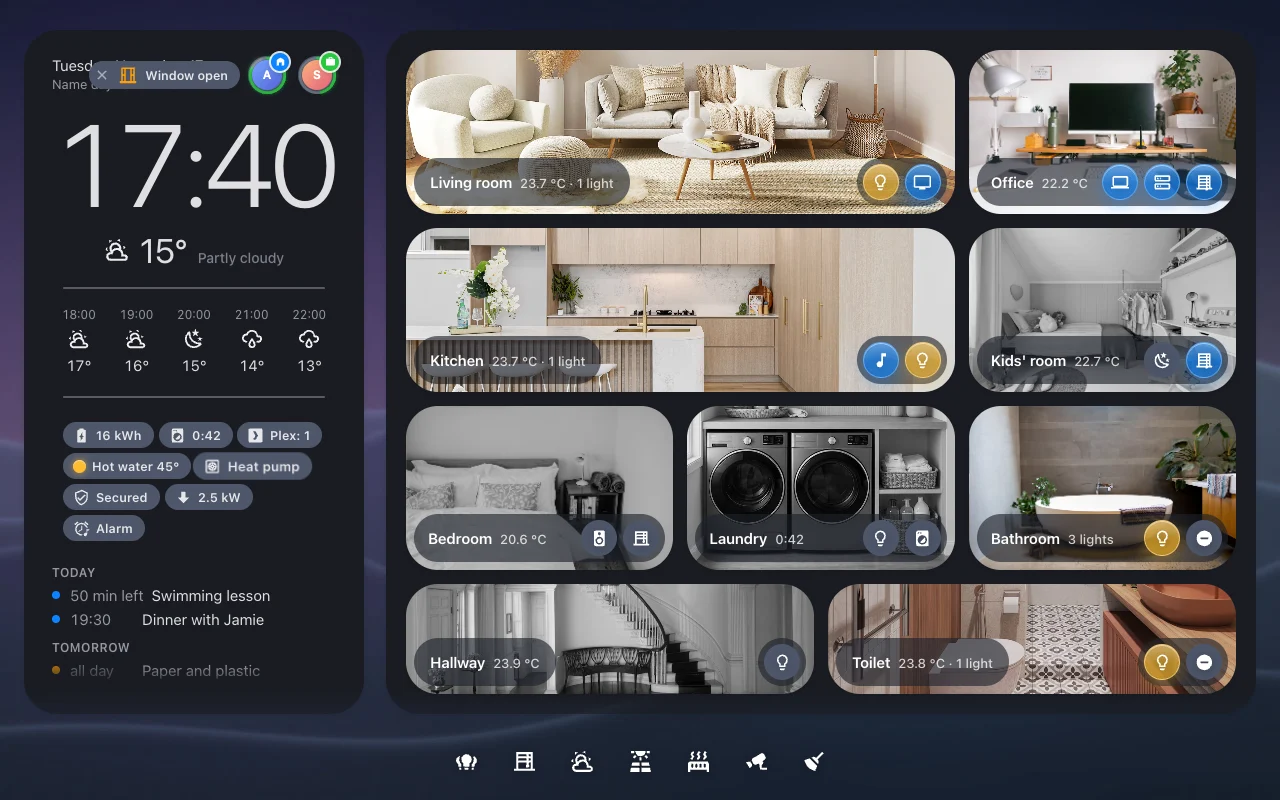 Window open
A
S
Name
17:40
15° Partly cloudy
18:00 19:00 20:00 21:00 22:00
17° 16° 15° 14° 13°
16 kWh 0:42 Plex: 1
Hot water 45° Heat pump
Secured 2.5 kW
Alarm
TODAY
50 min left Swimming lesson
19:30 Dinner with Jamie
TOMORROW
all day Paper and plastic
Living room 23.7 °C · 1 light
Office 22.2 °C
Kitchen 23.7 °C · 1 light
Kids' room 22.7 °C
Bedroom 20.6 °C
Laundry 0:42
Bathroom 3 lights
Hallway 23.9 °C
Toilet 23.8 °C · 1 light